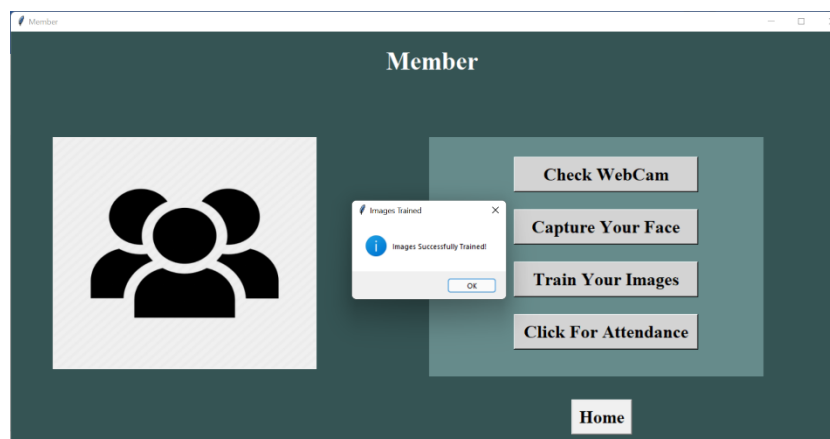 Member
Member
Check WebCam
Images Trained
Capture Your Face
Images Successfully Trained!
Train Your Images
OK
Click For Attendance
Home